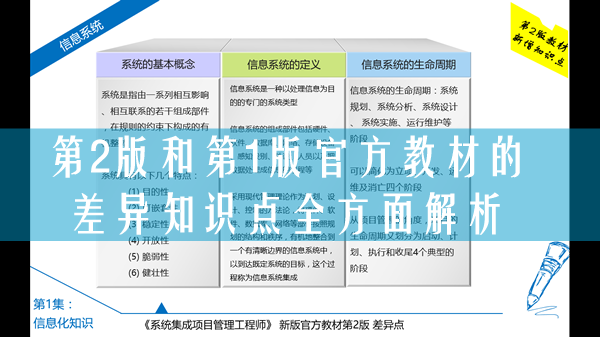 信息系统
第2版教材
新增知识点
系统的基本概念
信息系统的定义
信息系统的生命周期
系统是指由一系列相互影响
、相互联系的若干组成部件
，在规则的约束下构成的有
以下几个特点：
(1) 目的性
(3) 稳定性
(4) 开放性
(5) 脆弱性
(6) 健壮性
信息系统是一种以处理信息为目
的的专门的系统类型
信息系统的组成部件包括硬件、
一个有清晰边界的信息系统中，
以到达既定系统的目标，这个过
程称为信息系统集成
信息系统的生命周期：系统
规划、系统分析、系统设计
、系统实施、运行维护等
阶段
维及消亡四个阶段
生命周期又划分为启动、计
划、执行和收尾4个典型的
阶段
第2版和第1版官方教材的
差异知识点全方面解析
第1集：
信息化知识
《系统集成项目管理工程师》 新版官方教材第2版 差异点